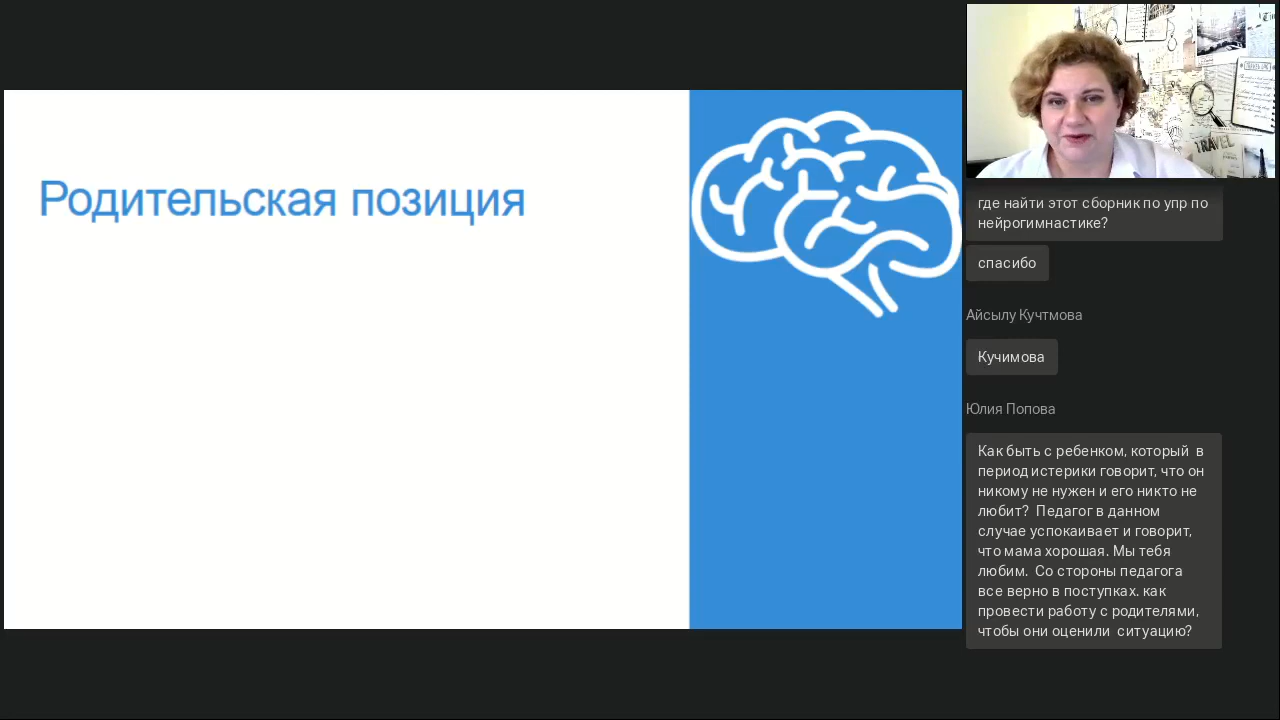 Родительская позиция
TRAVEL
где найти этот сборник по упр по
нейрогимнастике?
спасибо
Айсылу Кучтмова
Кучимова
Юлия Попова
Как быть с ребенком, который  в
период истерики говорит, что он
никому не нужен и его никто не
любит?  Педагог в данном
случае успокаивает и говорит,
что мама хорошая. Мы тебя
любим.  Со стороны педагога
все верно в поступках. как
провести работу с родителями,
чтобы они оценили  ситуацию?